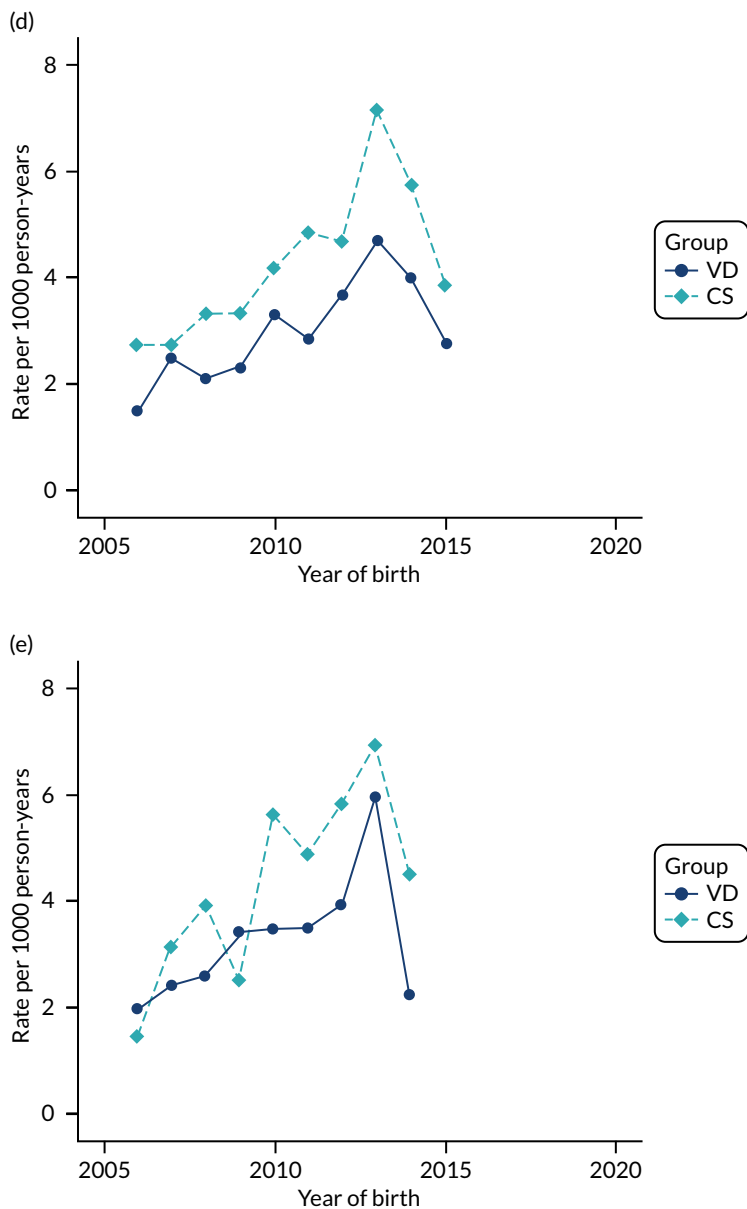 (d)
8
6
4
2
0
Rate per 1000 person-years
2005 2010 2015 2020
Year of birth
Group
VD
CS
(e)
8
6
4
2
0
Rate per 1000 person-years
2005 2010 2015 2020
Year of birth
Group
VD
CS